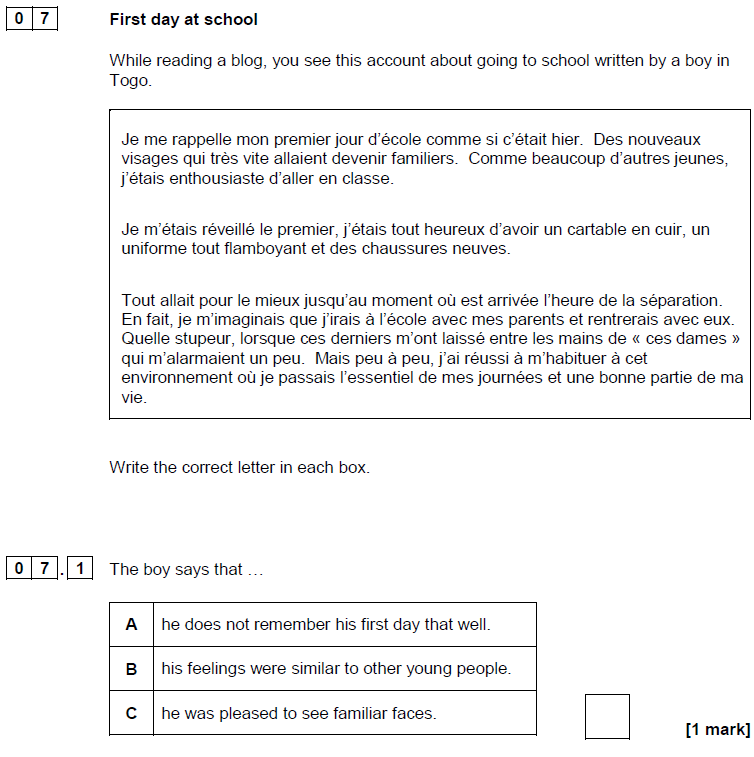 0 7 First day at school
While reading a blog, you see this account about going to school written by a boy in
Togo.
Je me rappelle mon premier jour d’école comme si c’était hier.  Des nouveaux
visages qui très vite allaient devenir familiers.  Comme beaucoup d’autres jeunes,
j’étais enthousiaste d’aller en classe.
Je m’étais réveillé le premier, j’étais tout heureux d’avoir un cartable en cuir, un
uniforme tout flamboyant et des chaussures neuves.
Tout allait pour le mieux jusqu’au moment où est arrivée l’heure de la séparation.
En fait, je m’imaginais que j’irais à l’école avec mes parents et rentrerais avec eux.
Quelle stupeur, lorsque ces derniers m’ont laissé entre les mains de « ces dames »
qui m’alarmaient un peu.  Mais peu à peu, j’ai réussi à m’habituer à cet
environnement où je passais l’essentiel de mes journées et une bonne partie de ma
vie.
Write the correct letter in each box.
0 7 . 1 The boy says that …
A he does not remember his first day that well.
B his feelings were similar to other young people.
C he was pleased to see familiar faces.
[1 mark]